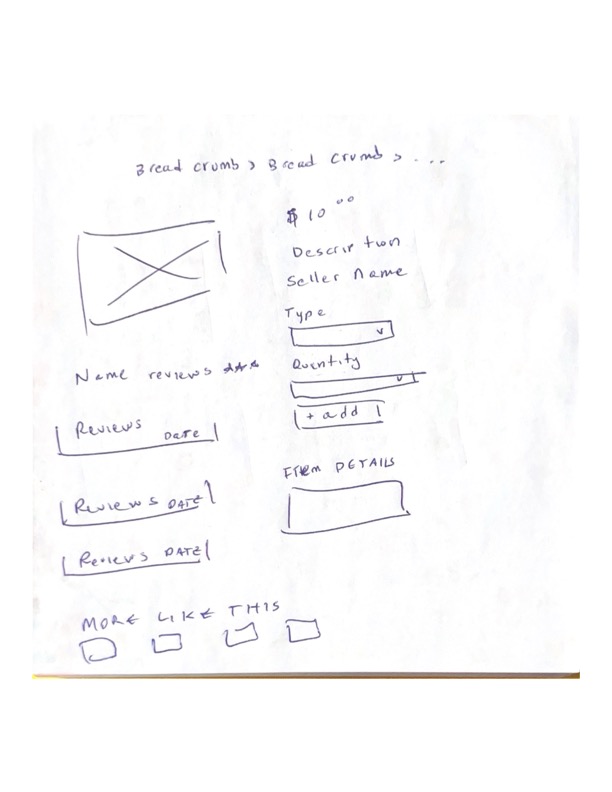 Bread crumb > Bread crumb > ...
$10 00
Description
Seller Name
Type
Quantity
+ add
ITEM DETAILS
Name reviews ***
Reviews DATE
Reviews DATE
Reviews DATE
MORE LIKE THIS